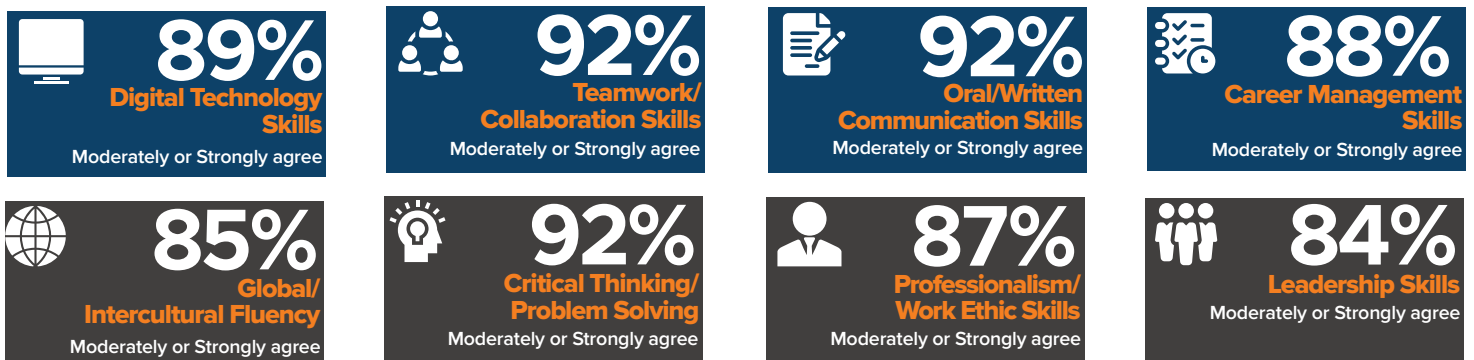 89%
Digital Technology
Skills
Moderately or Strongly agree
92%
Teamwork/
Collaboration Skills
Moderately or Strongly agree
92%
Oral/Written
Communication Skills
Moderately or Strongly agree
88%
Career Management
Skills
Moderately or Strongly agree
85%
Global/
Intercultural Fluency
Moderately or Strongly agree
92%
Critical Thinking/
Problem Solving
Moderately or Strongly agree
87%
Professionalism/
Work Ethic Skills
Moderately or Strongly agree
84%
Leadership Skills
Moderately or Strongly agree